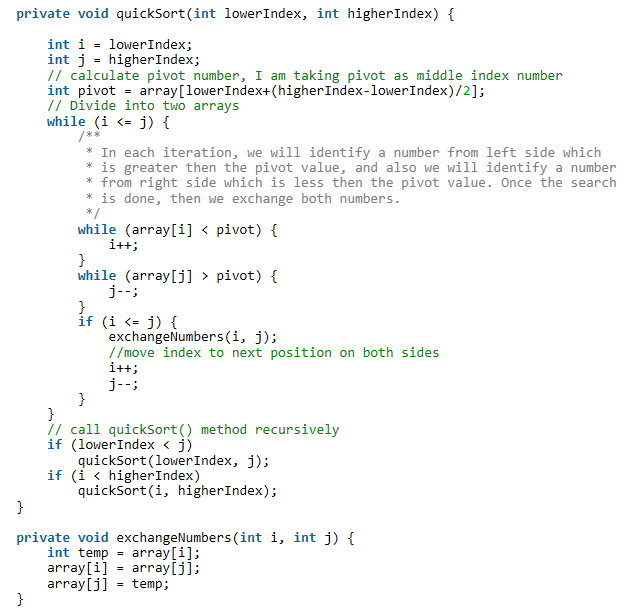 private void quickSort(int lowerIndex, int higherIndex) {
int i = lowerIndex;
int j = higherIndex;
// calculate pivot number, I am taking pivot as middle index number
int pivot = array[lowerIndex+(higherIndex-lowerIndex)/2];
// Divide into two arrays
while (i <= j) {
/**
* In each iteration, we will identify a number from left side which
* is greater then the pivot value, and also we will identify a number
* from right side which is less then the pivot value. Once the search
* is done, then we exchange both numbers.
*/
while (array[i] < pivot) {
i++;
}
while (array[j] > pivot) {
j--;
}
if (i <= j) {
exchangeNumbers(i, j);
//move index to next position on both sides
i++;
j--;
}
}
// call quickSort() method recursively
if (lowerIndex < j)
quickSort(lowerIndex, j);
if (i < higherIndex)
quickSort(i, higherIndex);
}
private void exchangeNumbers(int i, int j) {
int temp = array[i];
array[i] = array[j];
array[j] = temp;
}